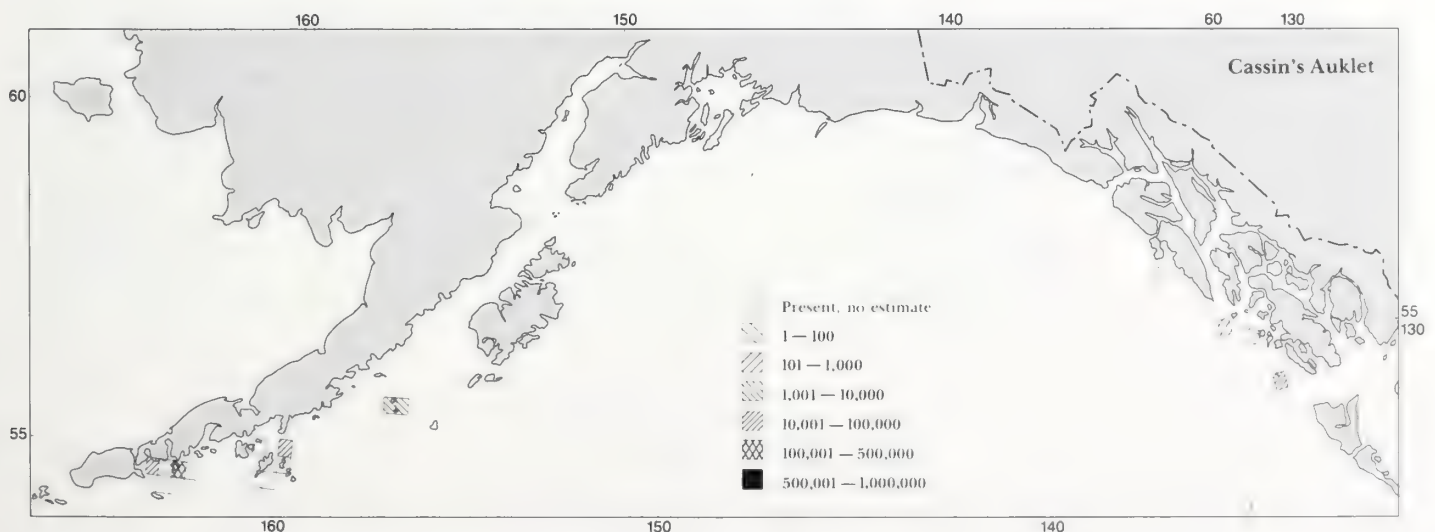 160 150 140 60 130
Cassin's Auklet
60
Present, no estimate
1 — 100
55
130
101 — 1,000
1,001 — 10,000
10,001 — 100,000
55
100,001 — 500,000
500,001 — 1,000,000
160 150 140